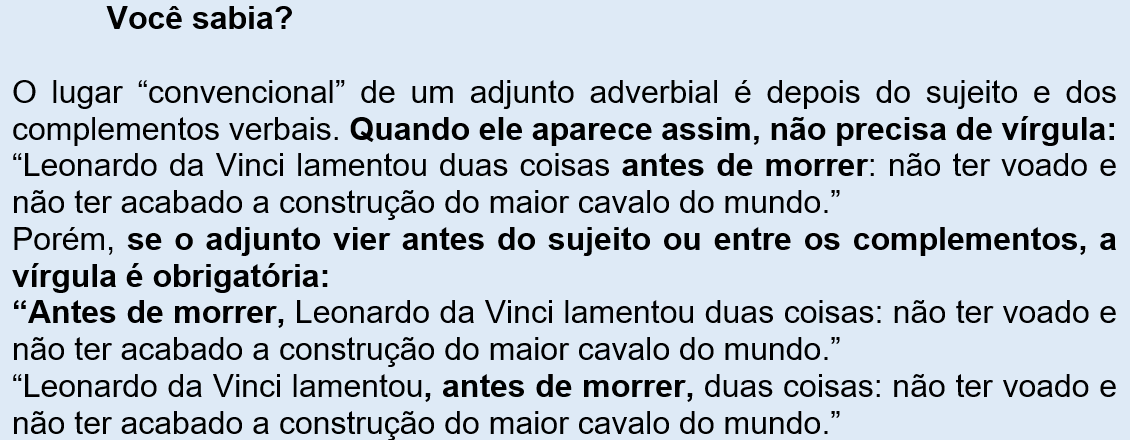 Você sabia?
O lugar “convencional” de um adjunto adverbial é depois do sujeito e dos
complementos verbais. Quando ele aparece assim, não precisa de vírgula:
“Leonardo da Vinci lamentou duas coisas antes de morrer: não ter voado e
não ter acabado a construção do maior cavalo do mundo.”
Porém, se o adjunto vier antes do sujeito ou entre os complementos, a
vírgula é obrigatória:
“Antes de morrer, Leonardo da Vinci lamentou duas coisas: não ter voado e
não ter acabado a construção do maior cavalo do mundo.”
“Leonardo da Vinci lamentou, antes de morrer, duas coisas: não ter voado e
não ter acabado a construção do maior cavalo do mundo.”